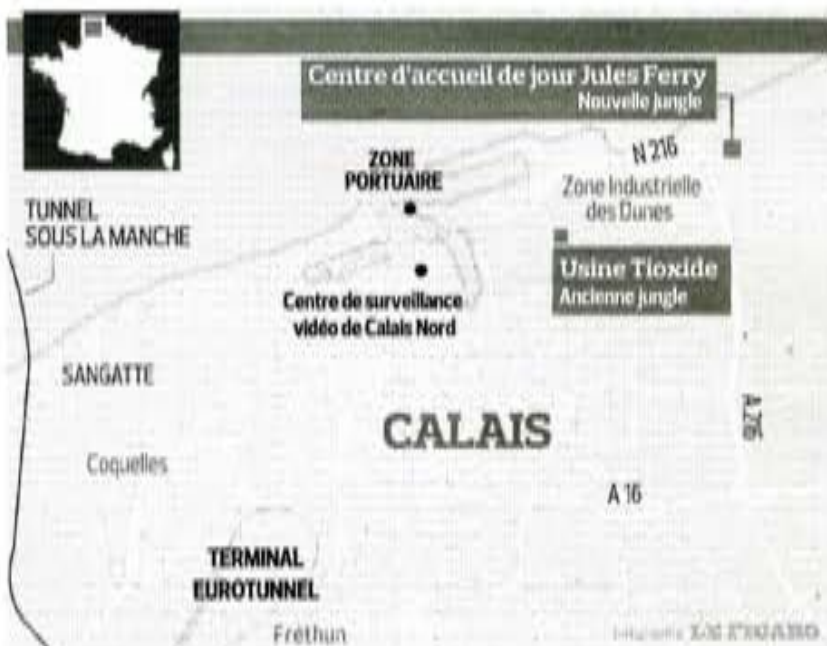 Centre d'accueil de jour Jules Ferry
Nouvelle jungle
ZONE
PORTUAIRE
N 216
Zone Industrielle
des Dunes
TUNNEL
SOUS LA MANCHE
Usine Tioxide
Ancienne jungle
Centre de surveillance
vidéo de Calais Nord
SANGATTE
CALAIS
A 216
Coquelles
A 16
TERMINAL
EUROTUNNEL
Fréthun
LE FIGARO